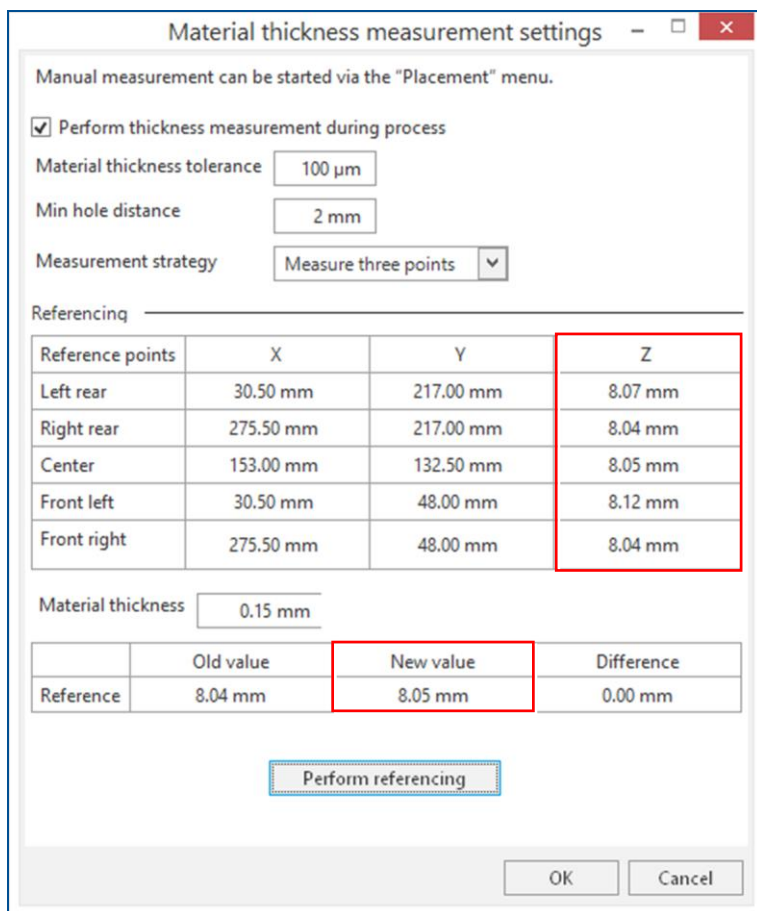 Material thickness measurement settings
Manual measurement can be started via the "Placement" menu.
Perform thickness measurement during process
Material thickness tolerance 100 µm
Min hole distance 2 mm
Measurement strategy Measure three points
Referencing
Reference points X Y Z
Left rear 30.50 mm 217.00 mm 8.07 mm
Right rear 275.50 mm 217.00 mm 8.04 mm
Center 153.00 mm 132.50 mm 8.05 mm
Front left 30.50 mm 48.00 mm 8.12 mm
Front right 275.50 mm 48.00 mm 8.04 mm
Material thickness 0.15 mm
Old value New value Difference
Reference 8.04 mm 8.05 mm 0.00 mm
Perform referencing
OK Cancel